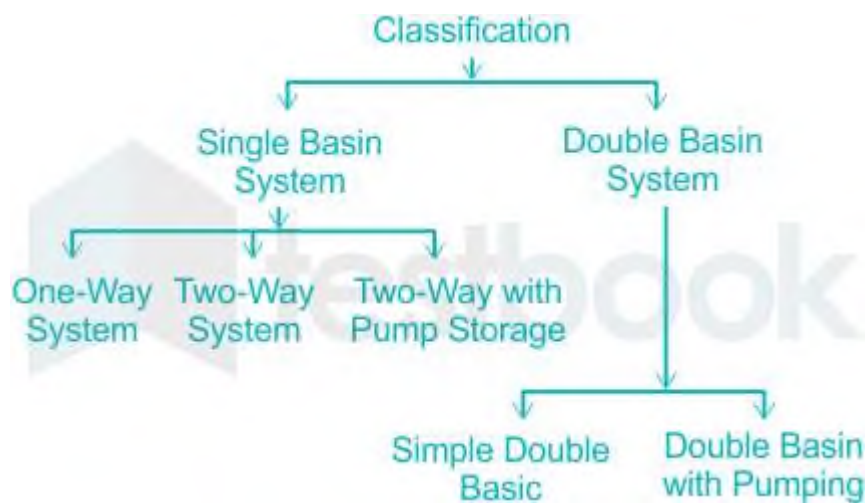 Classification
Single Basin
System
Double Basin
System
One-Way
System
Two-Way
System
Two-Way with
Pump Storage
Simple Double
Basic
Double Basin
with Pumping
testbook